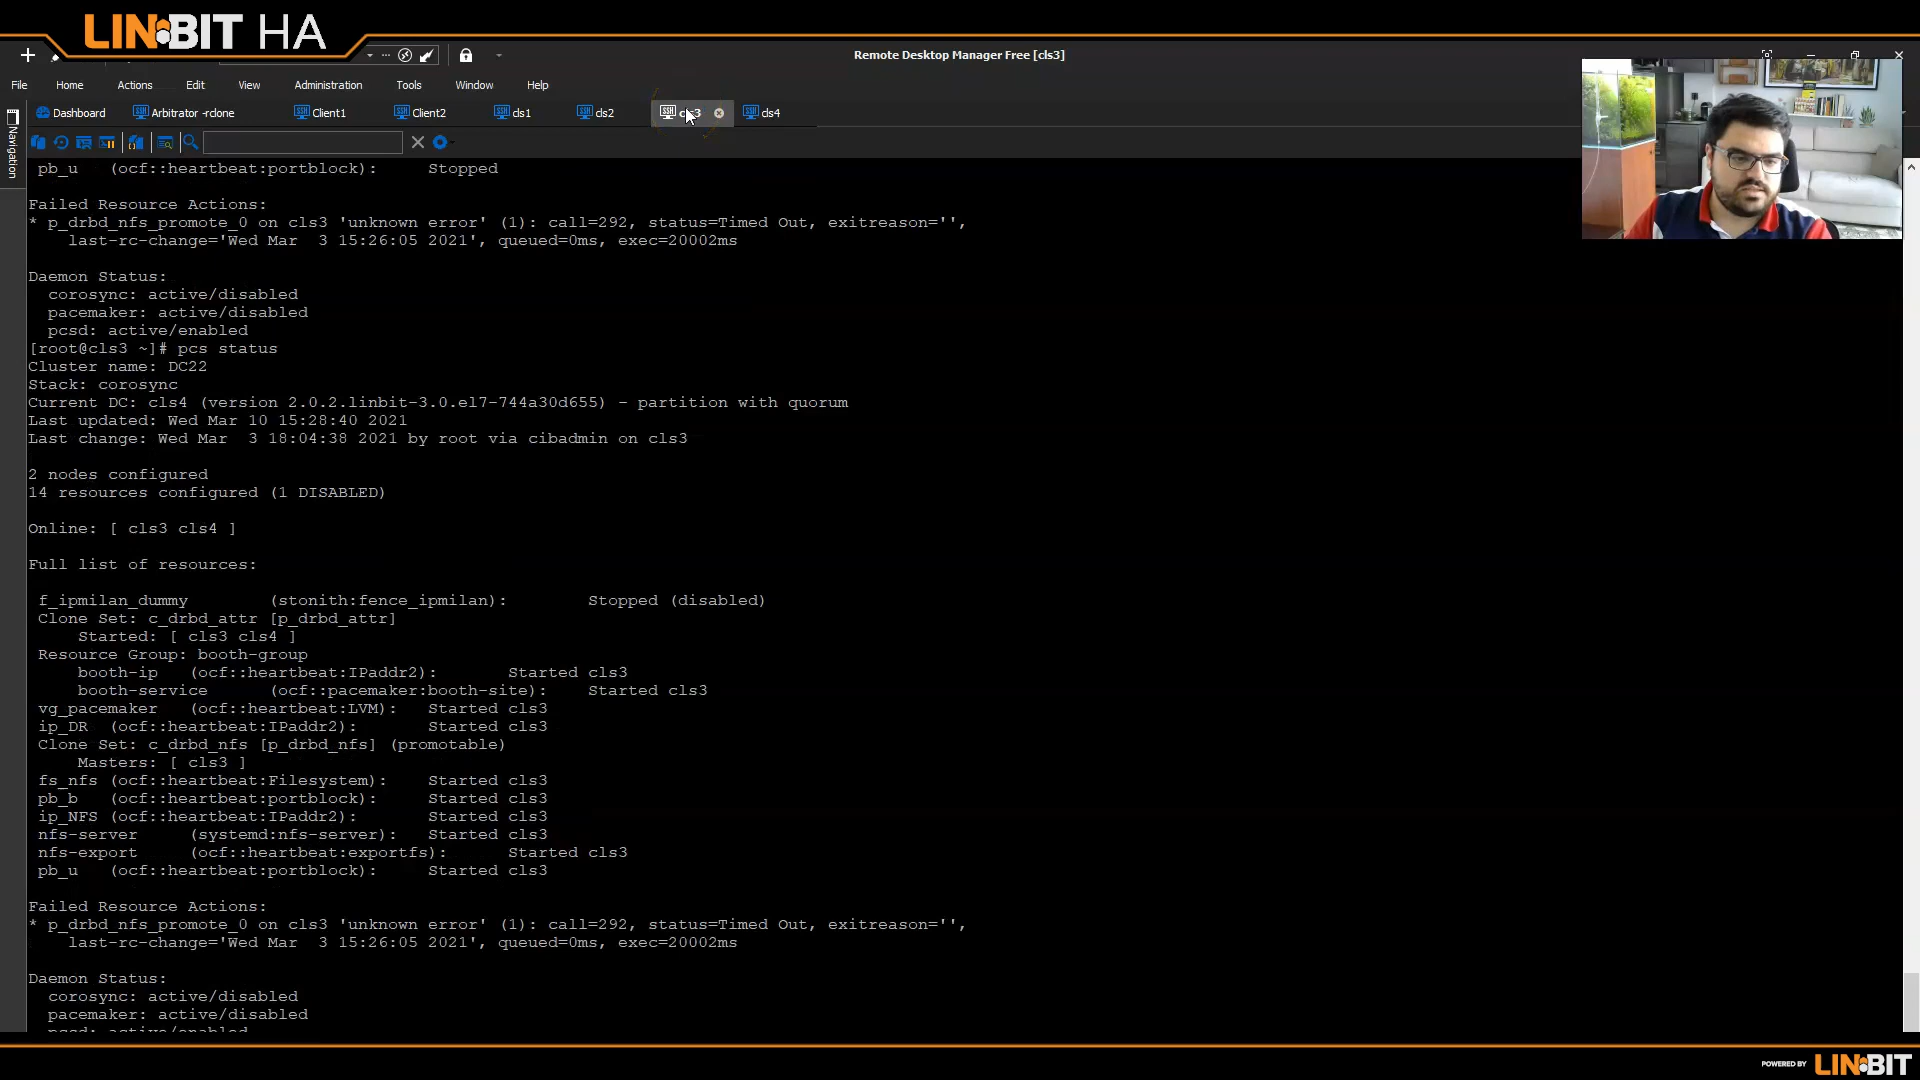 LINBIT HA
Remote Desktop Manager Free [cls3]
File Home Actions Edit View Administration Tools Window Help
Navigation
Dashboard Arbitrator -rclone Client1 Client2 cls1 cls2 cls4
pb_u (ocf::heartbeat:portblock): Stopped
Failed Resource Actions:
* p_drbd_nfs_promote_0 on cls3 'unknown error' (1): call=292, status=Timed Out, exitreason='',
last-rc-change='Wed Mar 3 15:26:05 2021', queued=0ms, exec=20002ms
Daemon Status:
corosync: active/disabled
pacemaker: active/disabled
pcsd: active/enabled
[root@cls3 ~]# pcs status
Cluster name: DC22
Stack: corosync
Current DC: cls4 (version 2.0.2.linbit-3.0.el7-744a30d655) - partition with quorum
Last updated: Wed Mar 10 15:28:40 2021
Last change: Wed Mar 3 18:04:38 2021 by root via cibadmin on cls3
2 nodes configured
14 resources configured (1 DISABLED)
Online: [ cls3 cls4 ]
Full list of resources:
f_ipmilan_dummy (stonith:fence_ipmilan): Stopped (disabled)
Clone Set: c_drbd_attr [p_drbd_attr]
Started: [ cls3 cls4 ]
Resource Group: booth-group
booth-ip (ocf::heartbeat:IPaddr2): Started cls3
booth-service (ocf::pacemaker:booth-site): Started cls3
vg_pacemaker (ocf::heartbeat:LVM): Started cls3
ip_DR (ocf::heartbeat:IPaddr2): Started cls3
Clone Set: c_drbd_nfs [p_drbd_nfs] (promotable)
Masters: [ cls3 ]
fs_nfs (ocf::heartbeat:Filesystem): Started cls3
pb_b (ocf::heartbeat:portblock): Started cls3
ip_NFS (ocf::heartbeat:IPaddr2): Started cls3
nfs-server (systemd:nfs-server): Started cls3
nfs-export (ocf::heartbeat:exportfs): Started cls3
pb_u (ocf::heartbeat:portblock): Started cls3
Failed Resource Actions:
* p_drbd_nfs_promote_0 on cls3 'unknown error' (1): call=292, status=Timed Out, exitreason='',
last-rc-change='Wed Mar 3 15:26:05 2021', queued=0ms, exec=20002ms
Daemon Status:
corosync: active/disabled
pacemaker: active/disabled
POWERED BY LINBIT